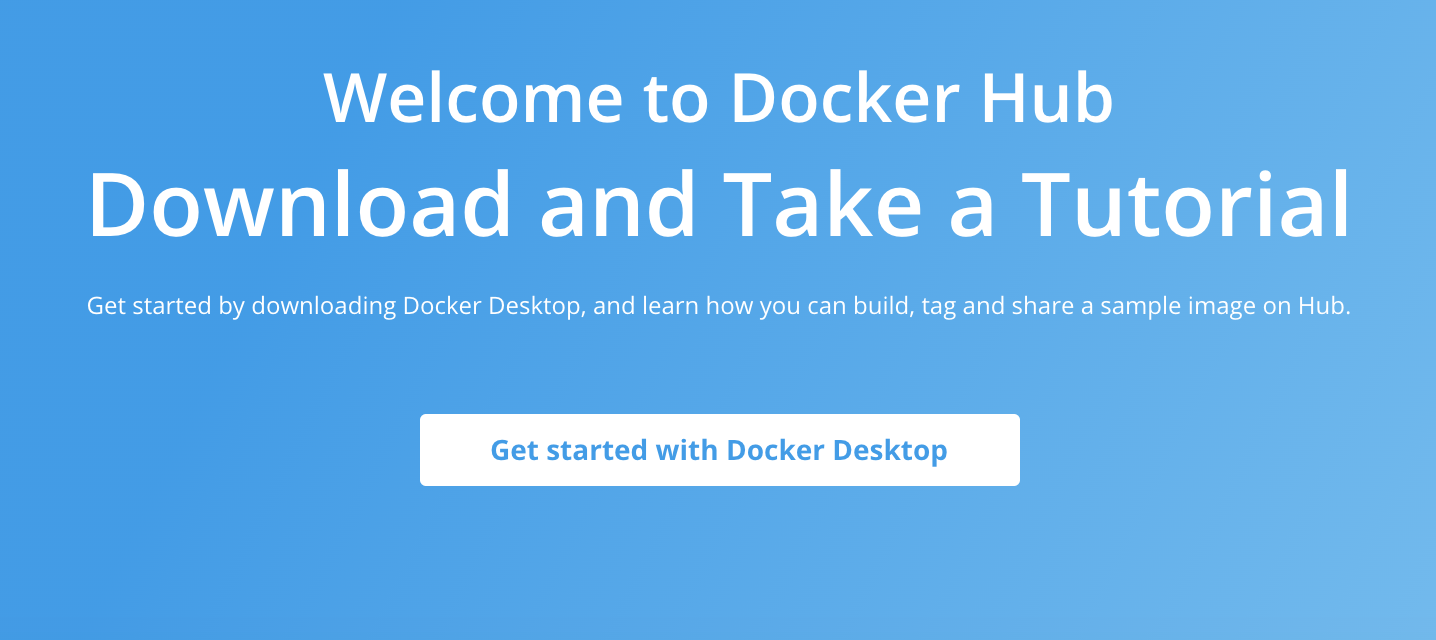 Welcome to Docker Hub
Download and Take a Tutorial
Get started by downloading Docker Desktop, and learn how you can build, tag and share a sample image on Hub.
Get started with Docker Desktop